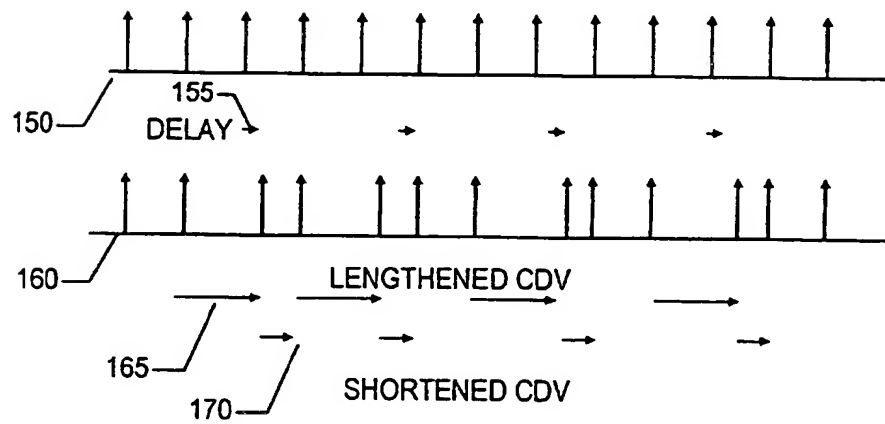 155
150
DELAY
160
LENGTHENED CDV
165
170
SHORTENED CDV